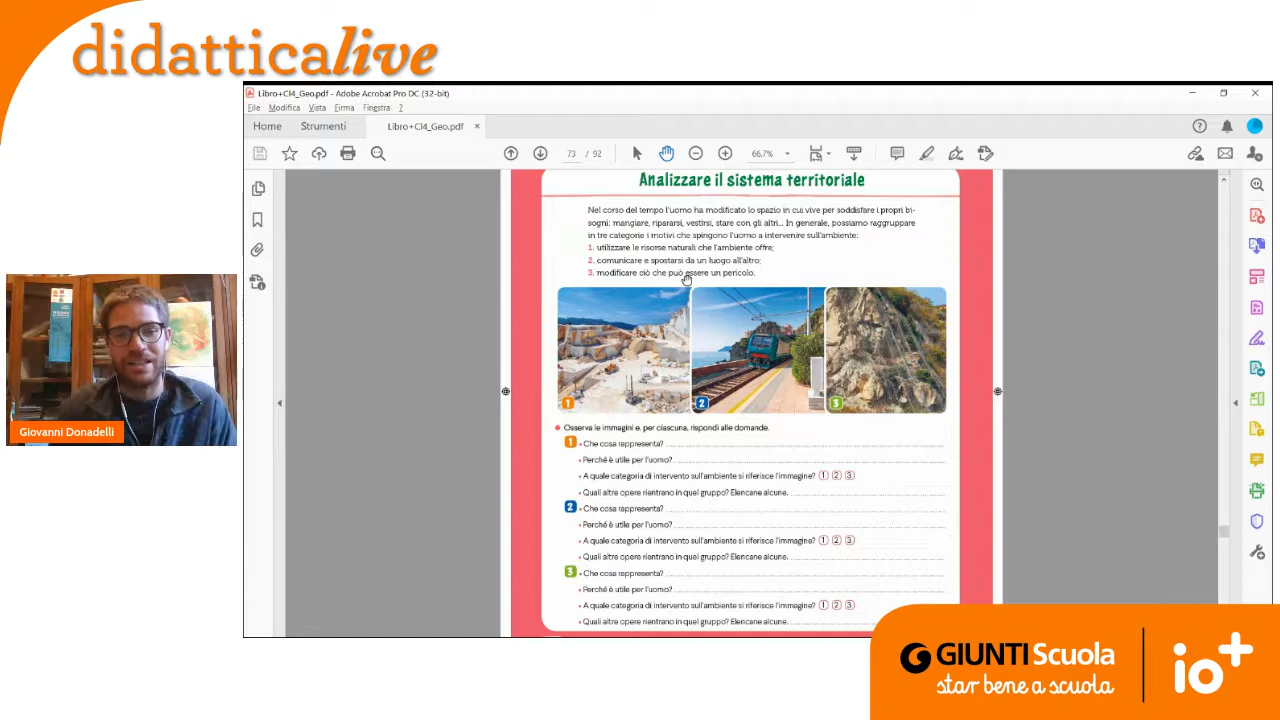 didatticalive
Libro+Cl4_Geo.pdf - Adobe Acrobat Pro DC (32-bit)
File Modifica Vista Firma Finestra ?
Home Strumenti Libro+Cl4_Geo.pdf ×
73 / 92 66,7%
Analizzare il sistema territoriale
Nel corso del tempo l'uomo ha modificato lo spazio in cui vive per soddisfare i propri bi-
sogni: mangiare, ripararsi, vestirsi, stare con gli altri... In generale, possiamo raggruppare
in tre categorie i motivi che spingono l'uomo a intervenire sull'ambiente:
1. utilizzare le risorse naturali che l'ambiente offre;
2. comunicare e spostarsi da un luogo all'altro;
3. modificare ciò che può essere un pericolo.
1 2 3
Osserva le immagini e, per ciascuna, rispondi alle domande.
1 • Che cosa rappresenta?
• Perché è utile per l'uomo?
• A quale categoria di intervento sull'ambiente si riferisce l'immagine? 1 2 3
• Quali altre opere rientrano in quel gruppo? Elencane alcune.
2 • Che cosa rappresenta?
• Perché è utile per l'uomo?
• A quale categoria di intervento sull'ambiente si riferisce l'immagine? 1 2 3
• Quali altre opere rientrano in quel gruppo? Elencane alcune.
3 • Che cosa rappresenta?
• Perché è utile per l'uomo?
• A quale categoria di intervento sull'ambiente si riferisce l'immagine? 1 2 3
• Quali altre opere rientrano in quel gruppo? Elencane alcune.
Giovanni Donadelli
GIUNTI Scuola
star bene a scuola
io+